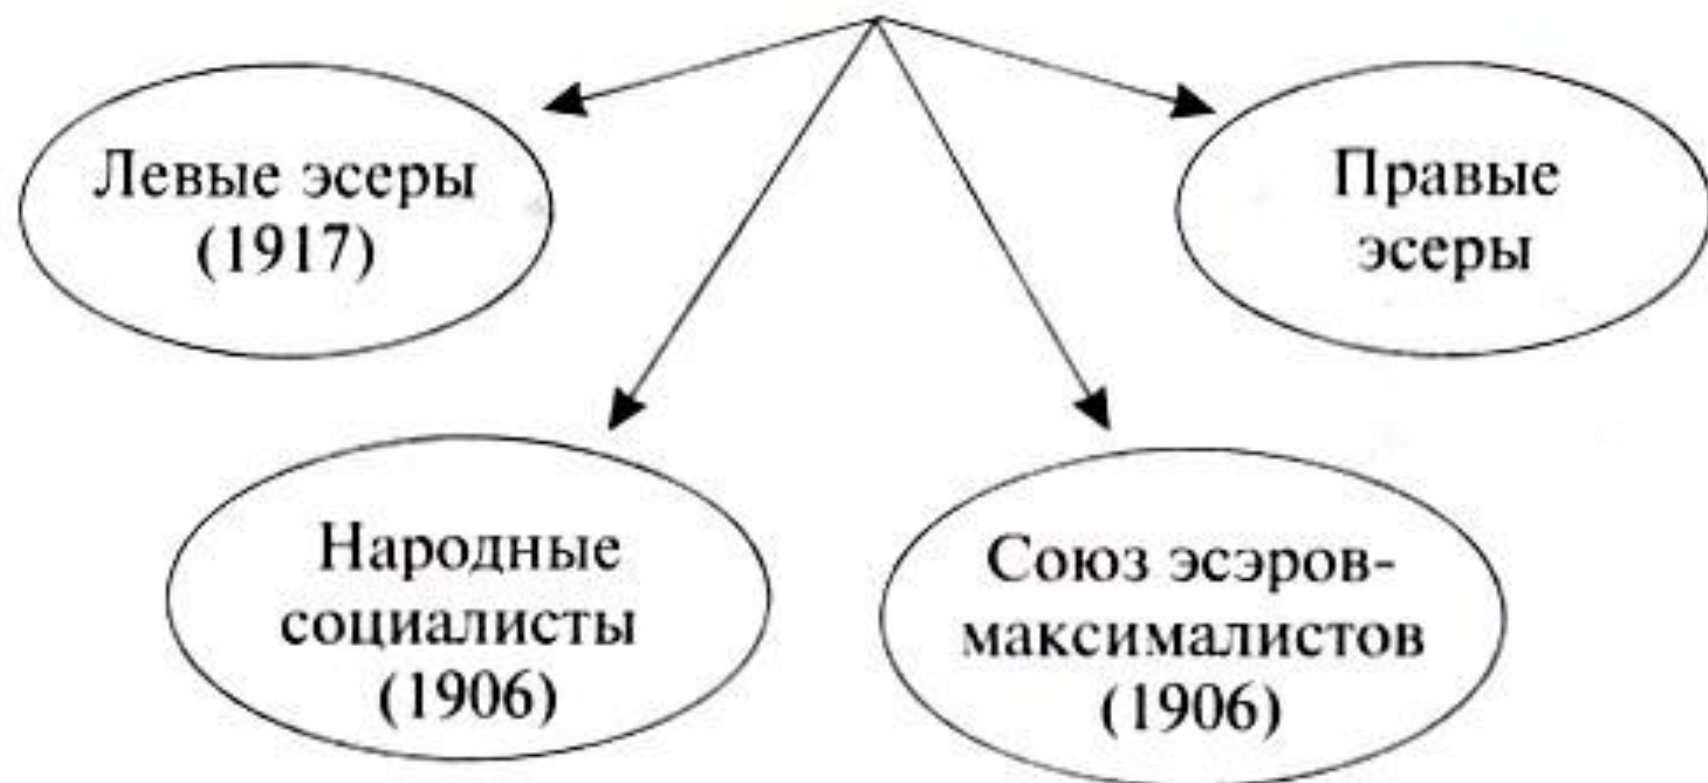 Левые эсеры
(1917)
Правые
эсеры
Народные
социалисты
(1906)
Союз эсэров-
максималистов
(1906)